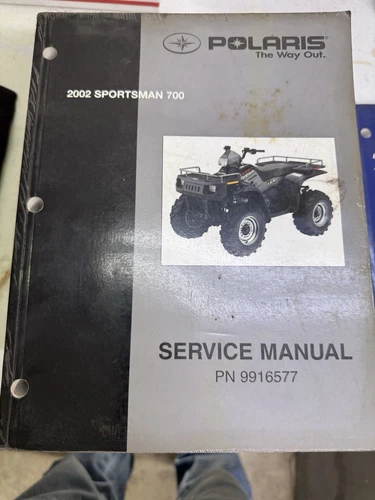 POLARIS
The Way Out.
2002 SPORTSMAN 700
SERVICE MANUAL
PN 9916577